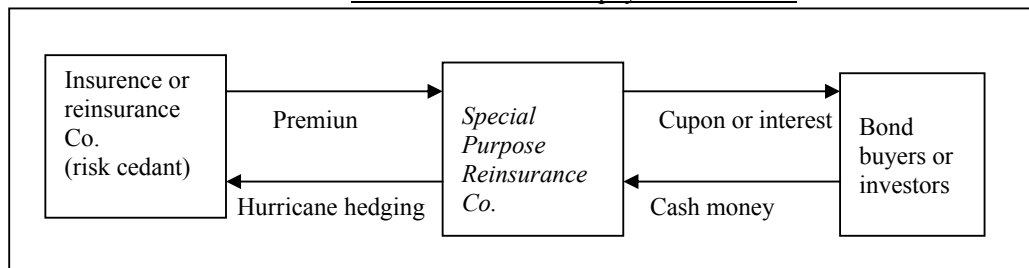 Insurence or
reinsurance
Co.
(risk cedant)
Premiun
Hurricane hedging
Special
Purpose
Reinsurance
Co.
Cupon or interest
Cash money
Bond
buyers or
investors